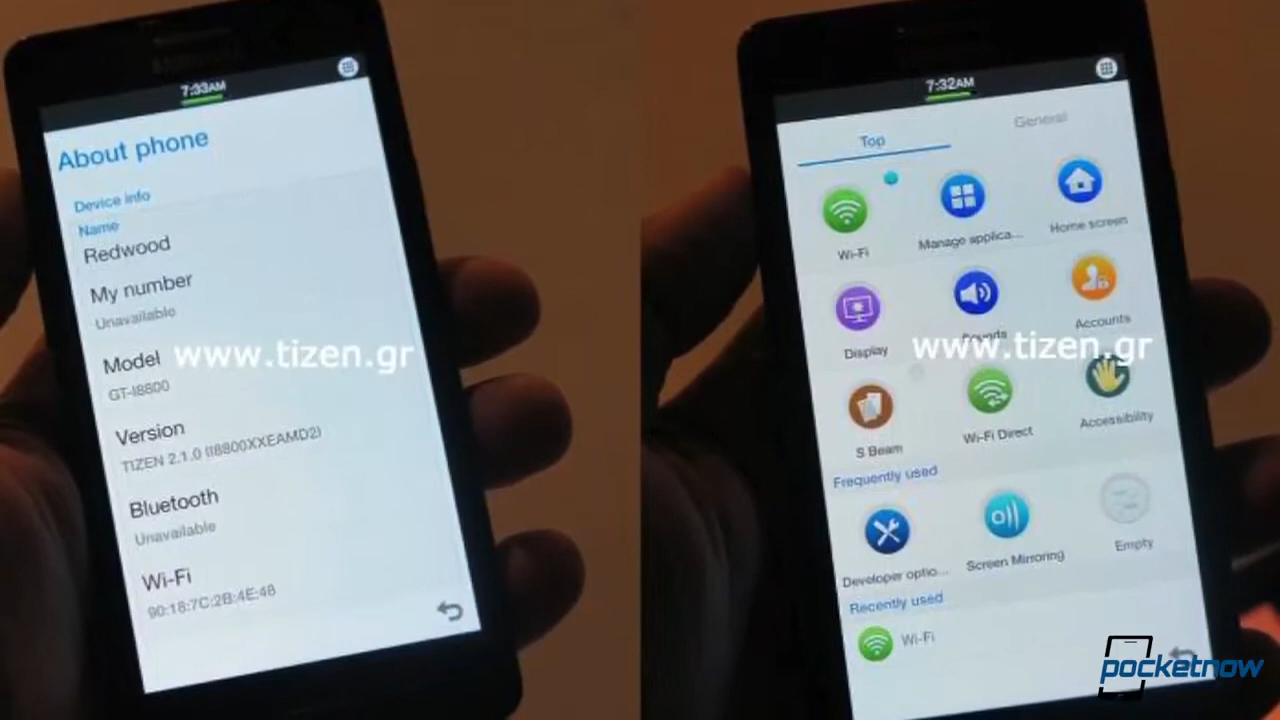 7:33AM
About phone
Device info
Name
Redwood
My number
Unavailable
Model
GT-I8800
Version
TIZEN 2.1.0 (I8800XXEAMD2)
Bluetooth
Unavailable
Wi-Fi
90:18:7C:2B:4E:48
www.tizen.gr
7:32AM
Top
General
Wi-Fi
Manage applica...
Home screen
Display
Sounds
Accounts
www.tizen.gr
S Beam
Wi-Fi Direct
Accessibility
Frequently used
Developer optio...
Screen Mirroring
Empty
Recently used
Wi-Fi
pocketnow